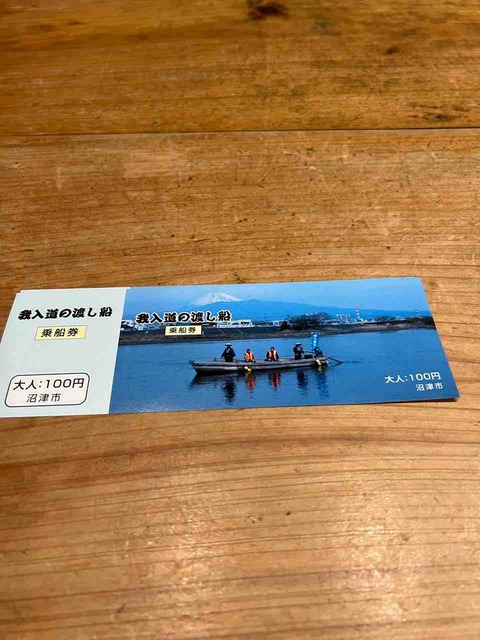 我入道の渡し船
乗船券
大人:100円
沼津市
我入道の渡し船
乗船券
大人:100円
沼津市